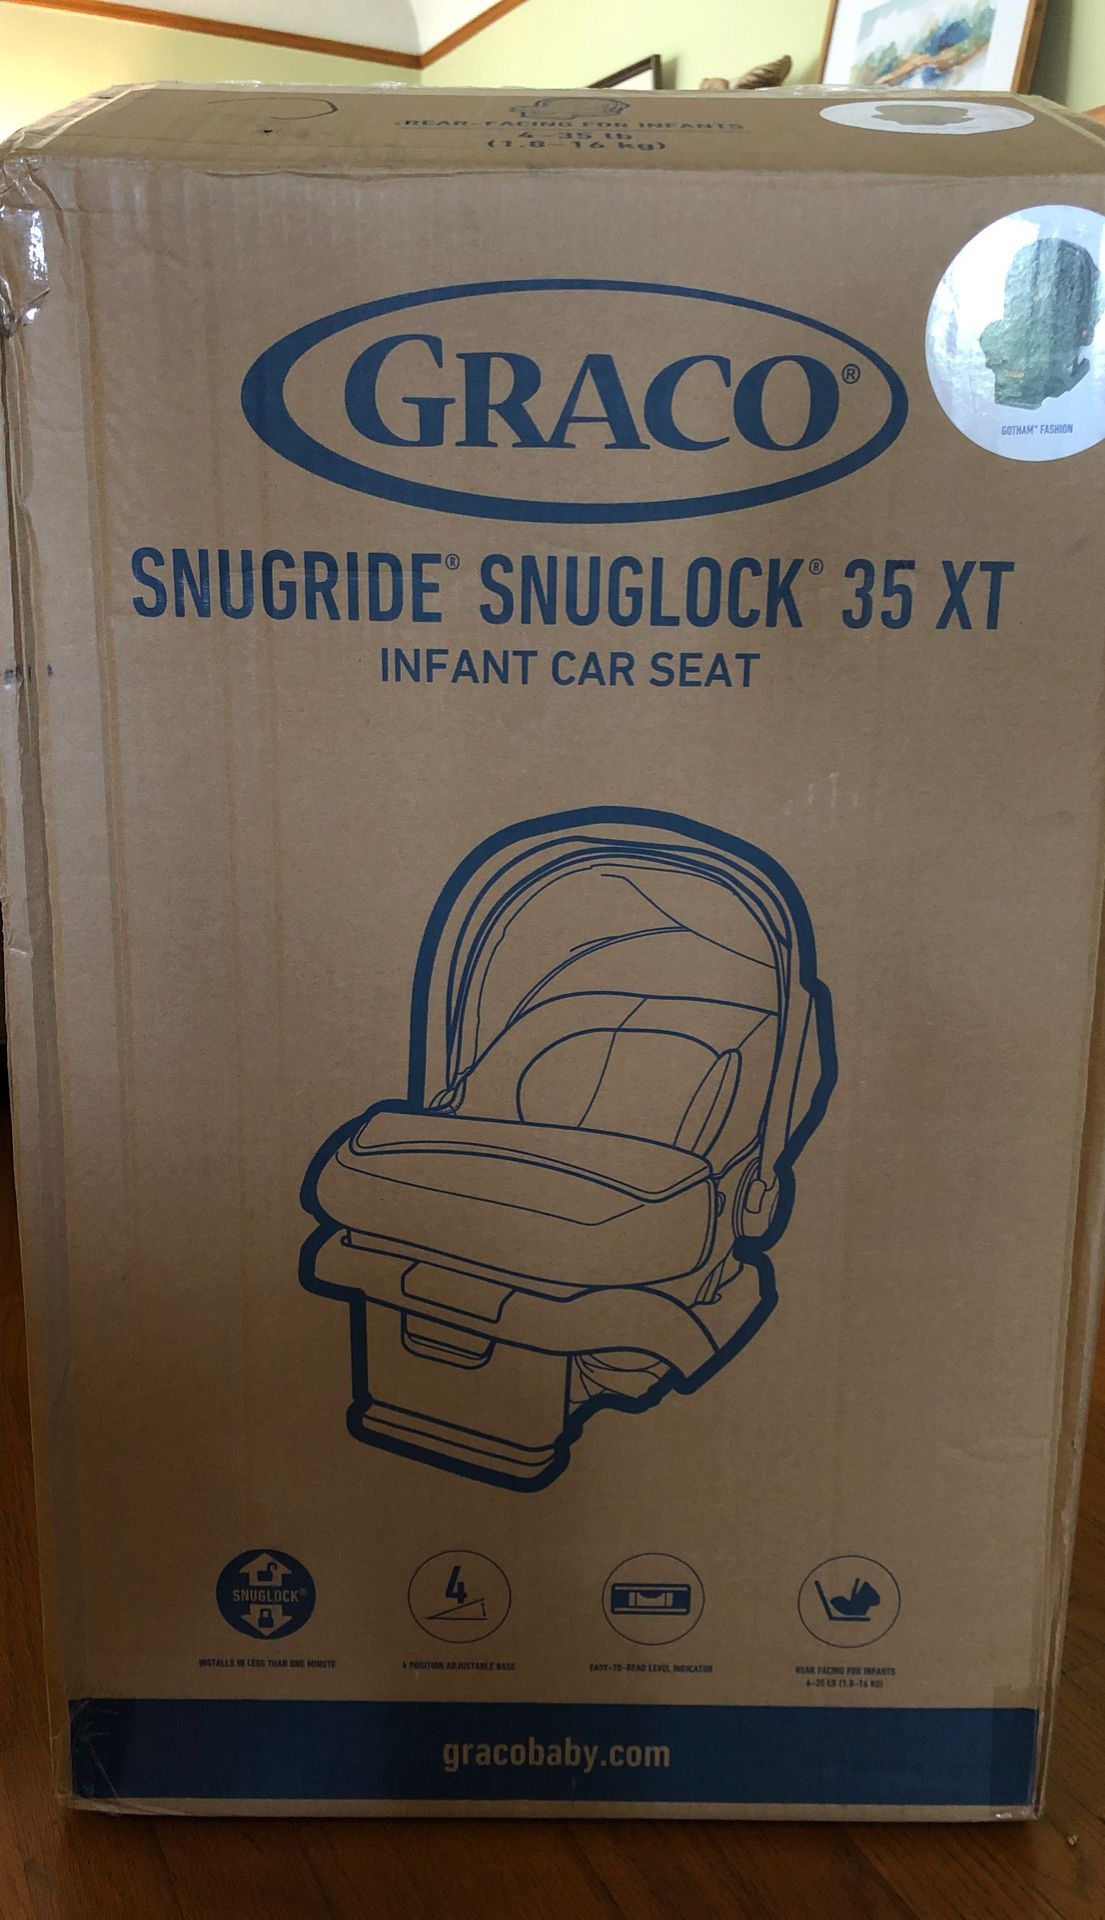 REAR-FACING FOR INFANTS
4-35 lb
(1.8-16 kg)
GRACO®
GOTHAM™ FASHION
SNUGRIDE® SNUGLOCK® 35 XT
INFANT CAR SEAT
SNUGLOCK®
INSTALLS IN LESS THAN ONE MINUTE
4
4 POSITION ADJUSTABLE BASE
EASY-TO-READ LEVEL INDICATOR
REAR FACING FOR INFANTS
4-35 LB (1.8-16 KG)
gracobaby.com